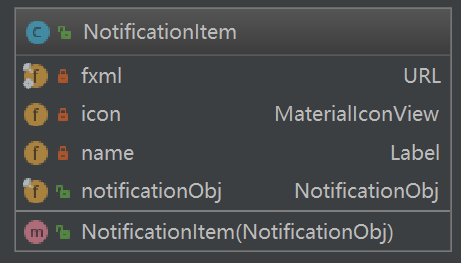 C NotificationItem
f fxml URL
f icon MaterialIconView
f name Label
f notificationObj NotificationObj
m NotificationItem(NotificationObj)